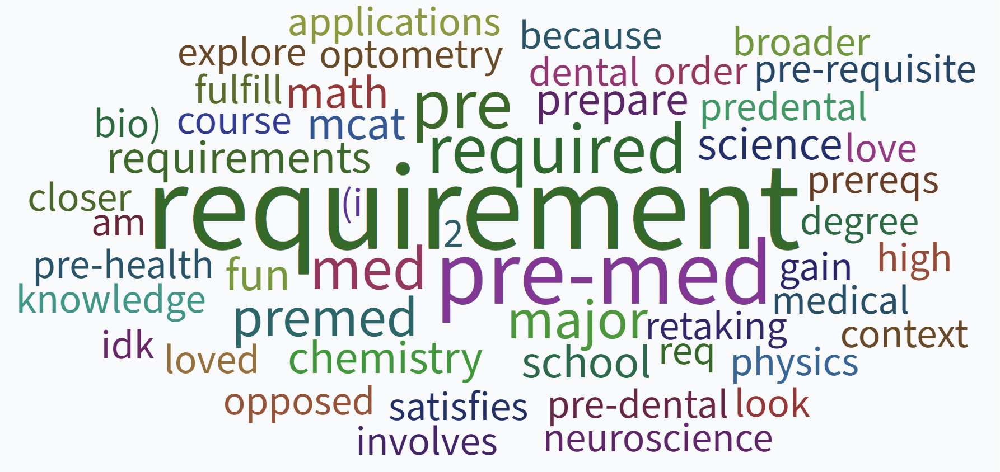 applications
because
broader
explore
optometry
dental
order
pre-requisite
fulfill
math
pre
prepare
predental
bio)
course
mcat
required
science
love
requirements
closer
requirement
(i
prereqs
am
2
degree
pre-health
fun
med
pre-med
gain
high
knowledge
premed
major
retaking
medical
context
idk
loved
chemistry
school
req
physics
opposed
satisfies
pre-dental
look
involves
neuroscience